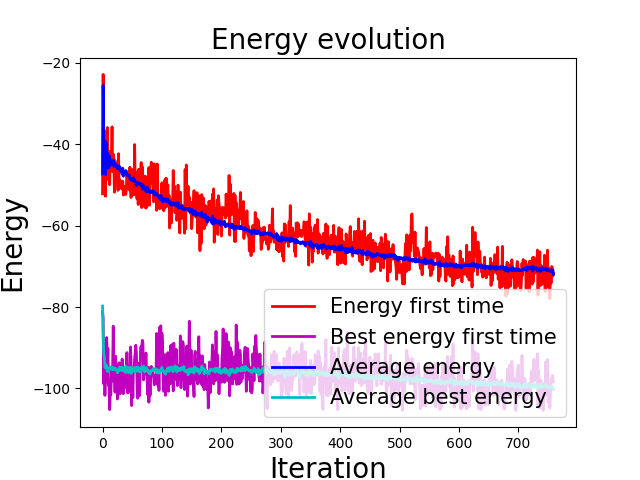 Energy evolution
Energy
−20
−40
−60
−80
−100
Energy first time
Best energy first time
Average energy
Average best energy
0 100 200 300 400 500 600 700
Iteration